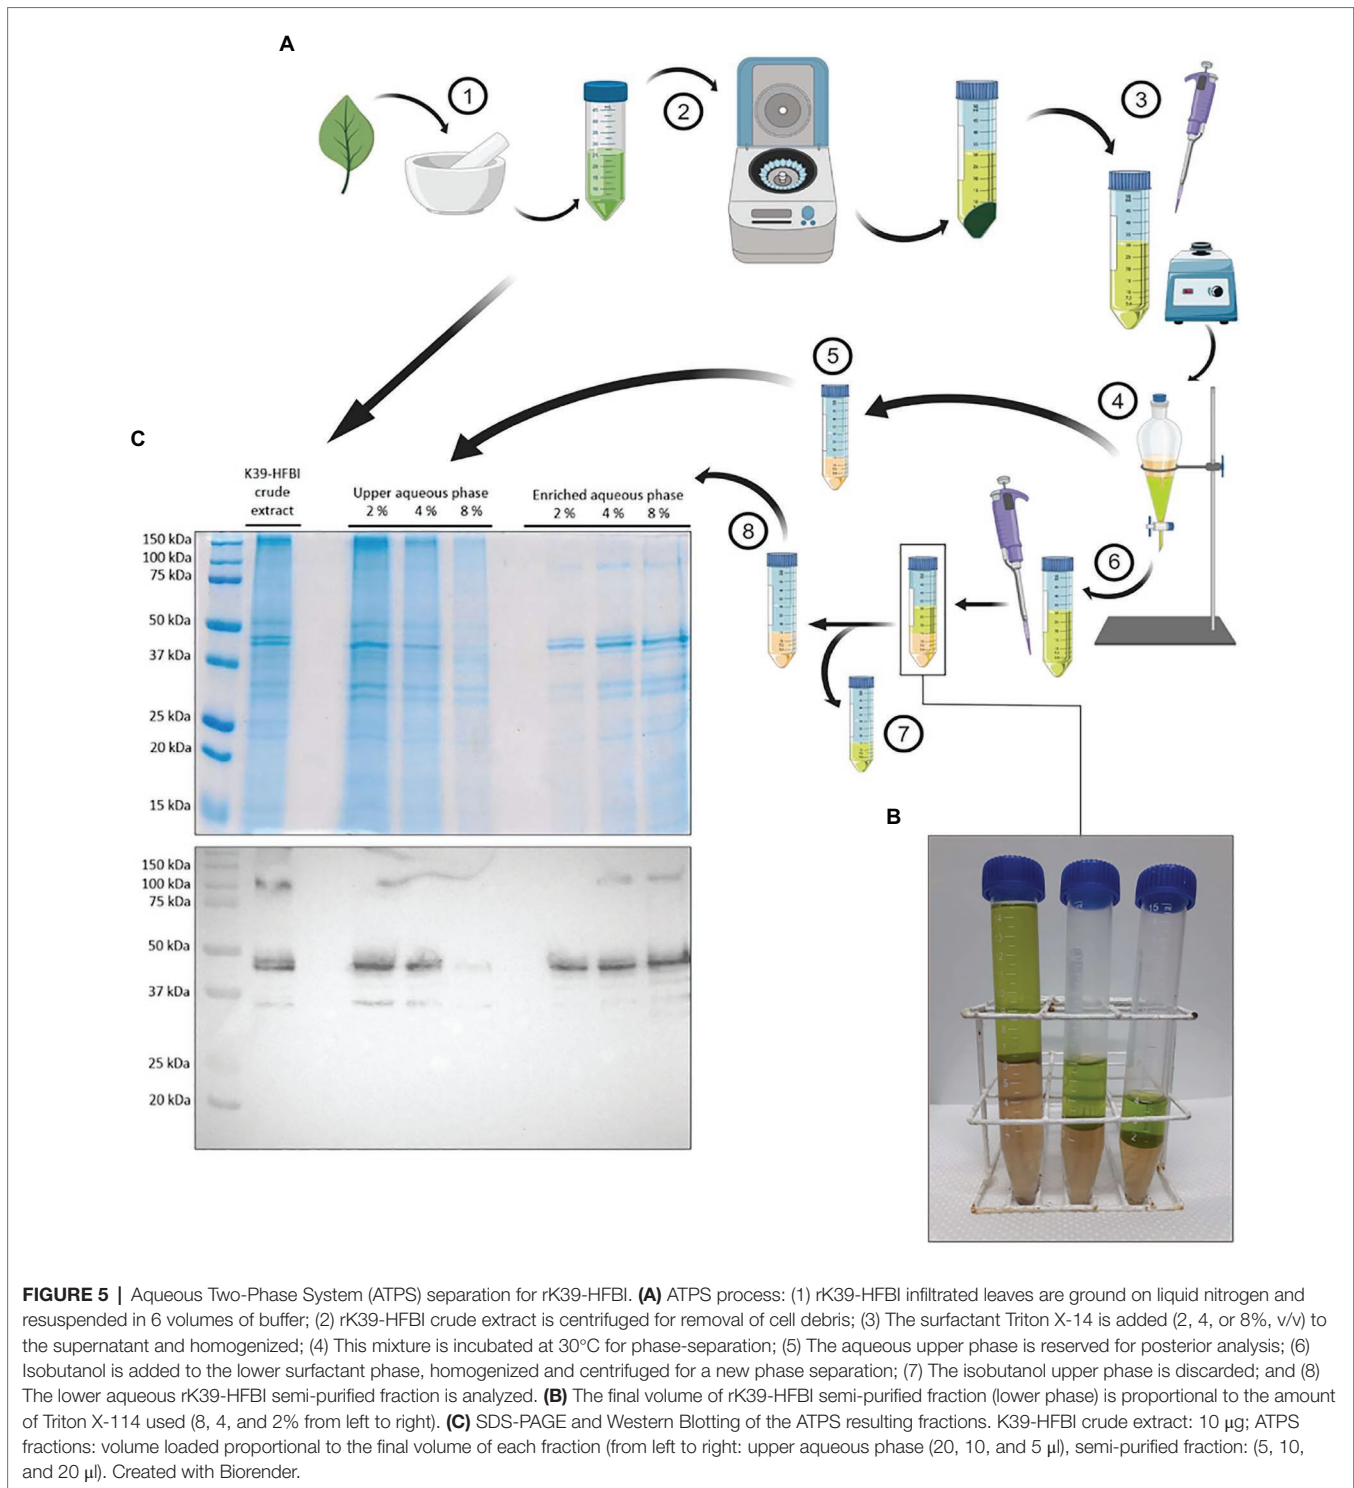 A
1
2
3
4
5
6
7
8
C
K39-HFBI
crude
extract
Upper aqueous phase
2 % 4 % 8 %
Enriched aqueous phase
2 % 4 % 8 %
150 kDa
100 kDa
75 kDa
50 kDa
37 kDa
25 kDa
20 kDa
15 kDa
150 kDa
100 kDa
75 kDa
50 kDa
37 kDa
25 kDa
20 kDa
B
FIGURE 5 | Aqueous Two-Phase System (ATPS) separation for rK39-HFBI. (A) ATPS process: (1) rK39-HFBI infiltrated leaves are ground on liquid nitrogen and
resuspended in 6 volumes of buffer; (2) rK39-HFBI crude extract is centrifuged for removal of cell debris; (3) The surfactant Triton X-14 is added (2, 4, or 8%, v/v) to
the supernatant and homogenized; (4) This mixture is incubated at 30°C for phase-separation; (5) The aqueous upper phase is reserved for posterior analysis; (6)
Isobutanol is added to the lower surfactant phase, homogenized and centrifuged for a new phase separation; (7) The isobutanol upper phase is discarded; and (8)
The lower aqueous rK39-HFBI semi-purified fraction is analyzed. (B) The final volume of rK39-HFBI semi-purified fraction (lower phase) is proportional to the amount
of Triton X-114 used (8, 4, and 2% from left to right). (C) SDS-PAGE and Western Blotting of the ATPS resulting fractions. K39-HFBI crude extract: 10 μg; ATPS
fractions: volume loaded proportional to the final volume of each fraction (from left to right: upper aqueous phase (20, 10, and 5 μl), semi-purified fraction: (5, 10,
and 20 μl). Created with Biorender.